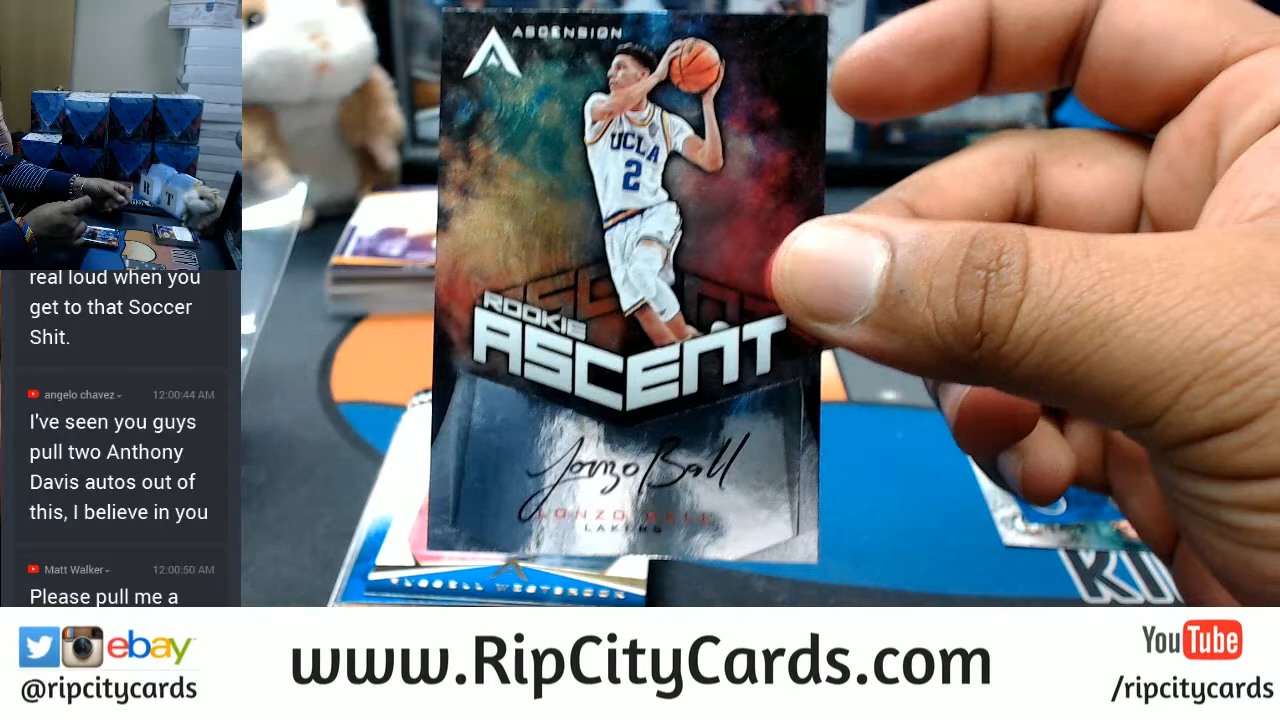 ASCENSION
UCLA
2
ROOKIE
ASCENT
Lonzo Ball
LONZO BALL
LAKERS
RUSSELL WESTBROOK
real loud when you
get to that Soccer
Shit.
angelo chavez
12:00:44 AM
I've seen you guys
pull two Anthony
Davis autos out of
this, I believe in you
Matt Walker
12:00:50 AM
Please pull me a
ebay
@ripcitycards
www.RipCityCards.com
YouTube
/ripcitycards